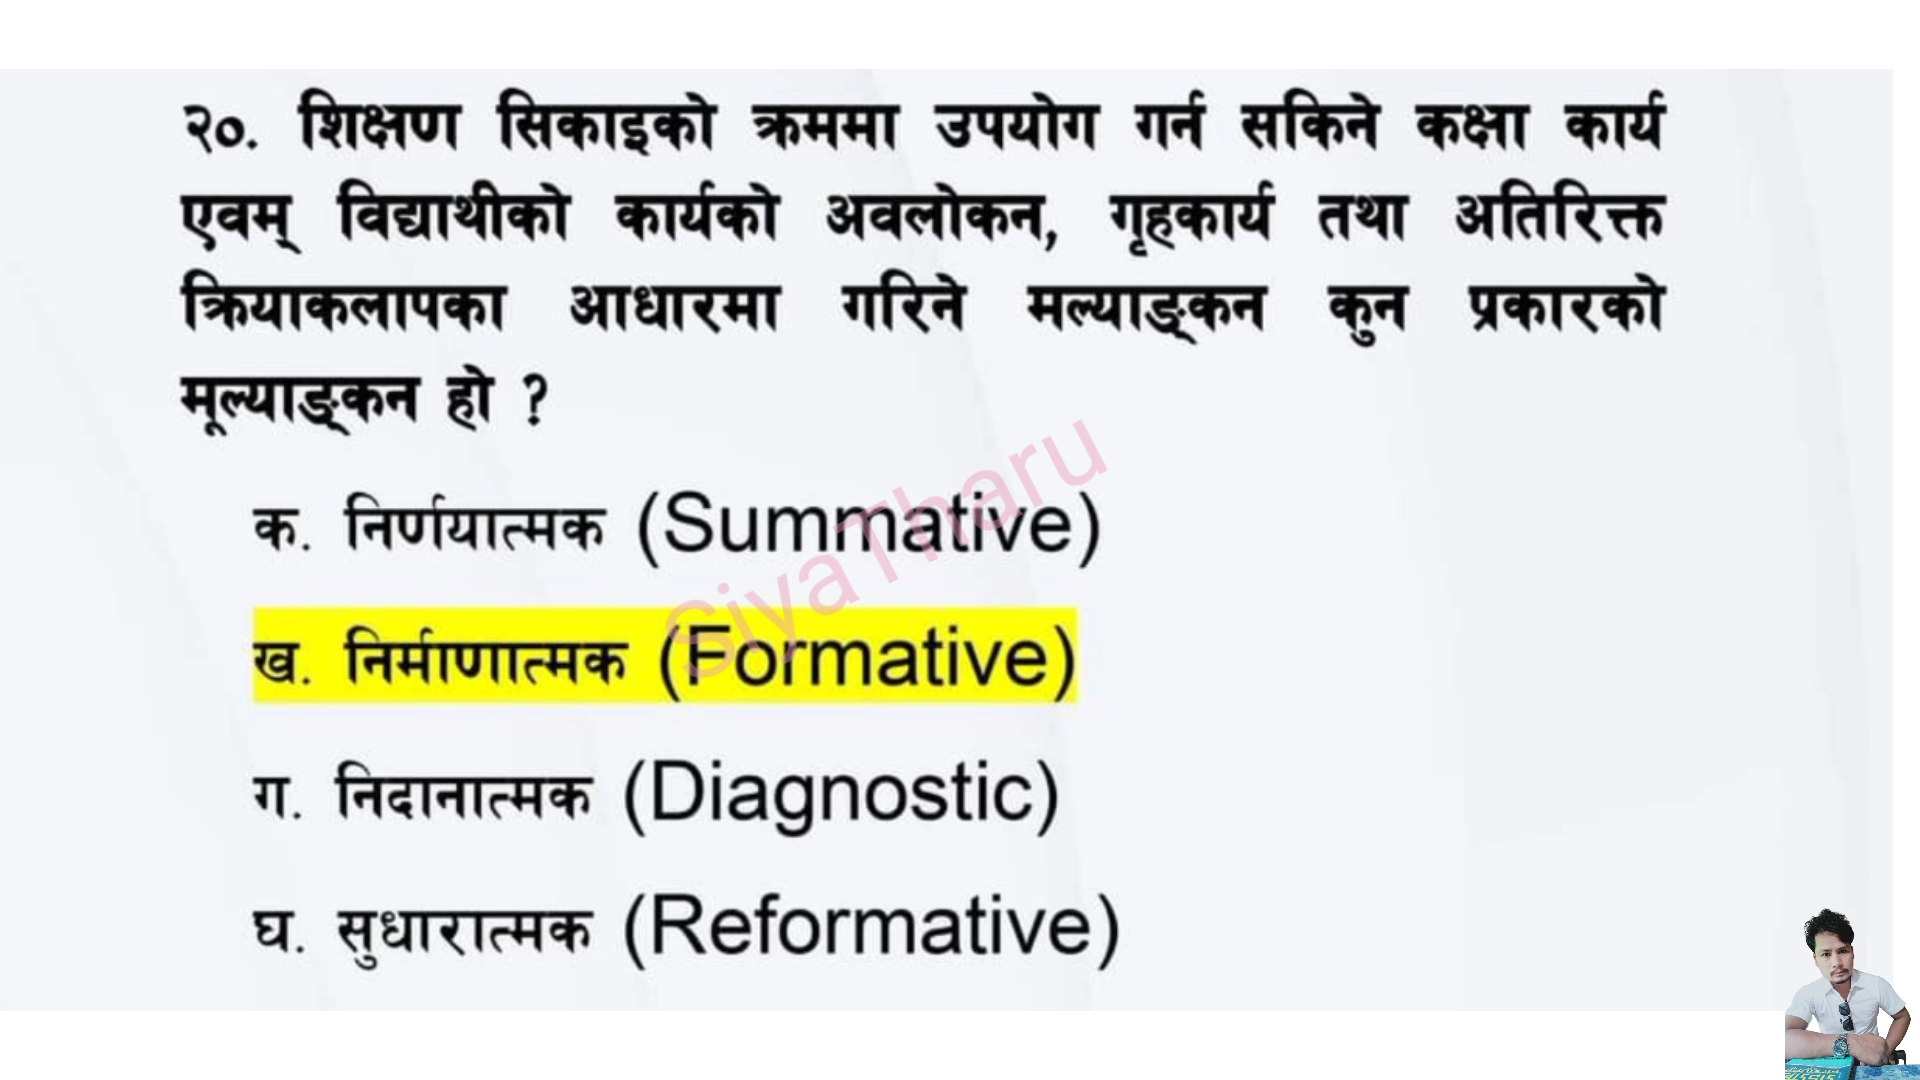 २०. शिक्षण सिकाइको क्रममा उपयोग गर्न सकिने कक्षा कार्य
एवम् विद्याथीको कार्यको अवलोकन, गृहकार्य तथा अतिरिक्त
क्रियाकलापका आधारमा गरिने मल्याङ्कन कुन प्रकारको
मूल्याङ्कन हो ?
क. निर्णयात्मक (Summative)
SiyaTharu
ख. निर्माणात्मक (Formative)
ग. निदानात्मक (Diagnostic)
घ. सुधारात्मक (Reformative)